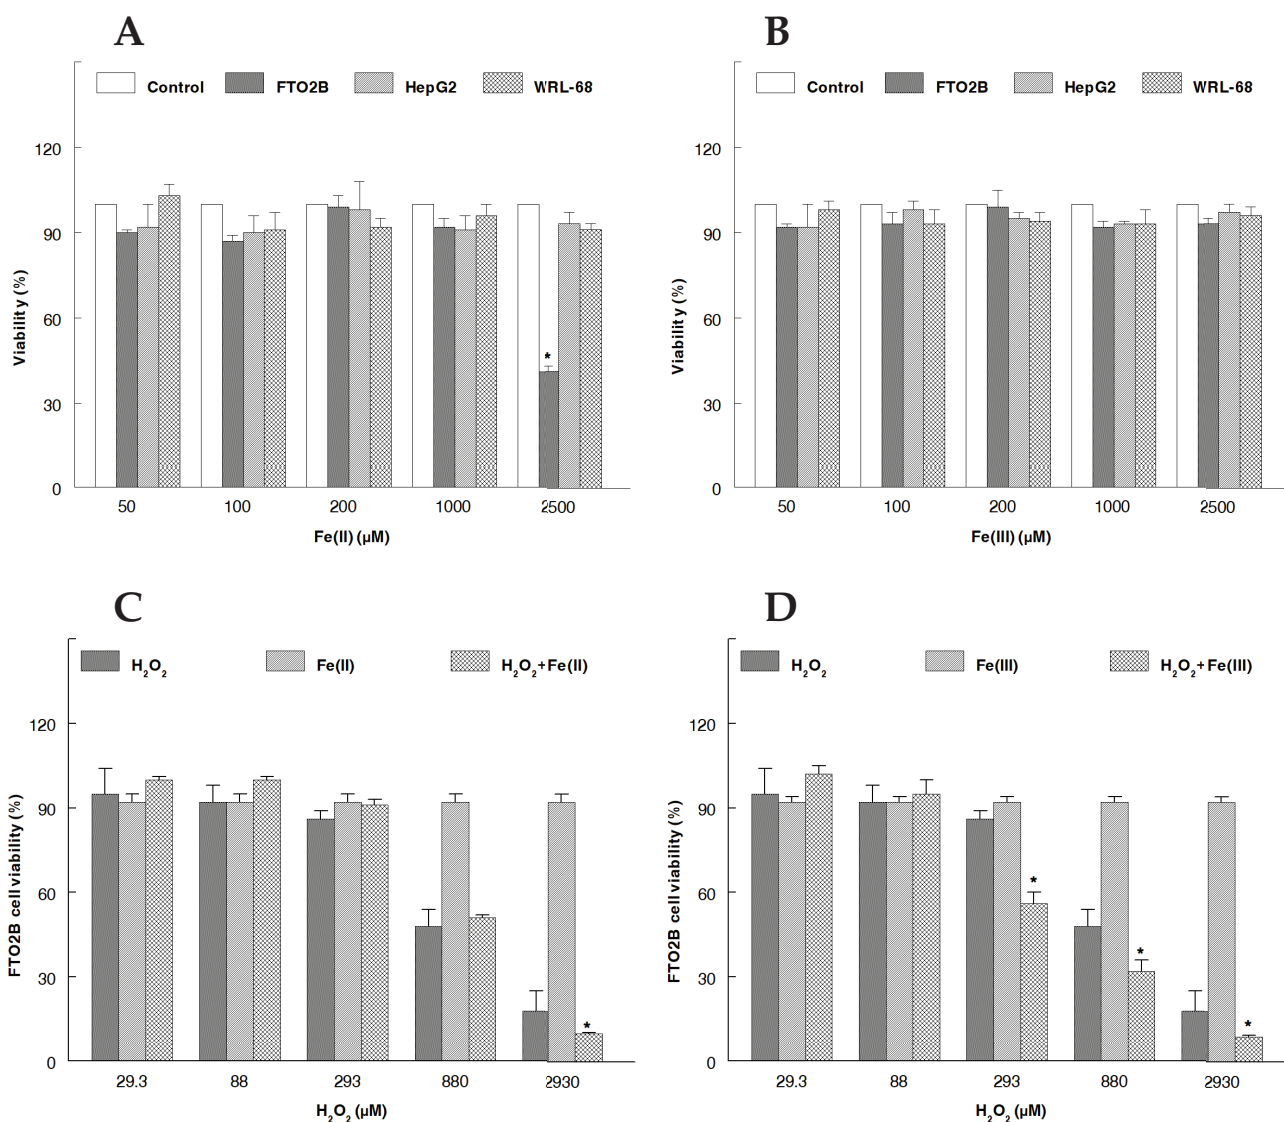 A
Control FTO2B HepG2 WRL-68
120
90
60
30
0
Viability (%)
*
50 100 200 1000 2500
Fe(II) (µM)
B
Control FTO2B HepG2 WRL-68
120
90
60
30
0
Viability (%)
50 100 200 1000 2500
Fe(III) (µM)
C
H₂O₂ Fe(II) H₂O₂+Fe(II)
120
90
60
30
0
FTO2B cell viability (%)
*
29.3 88 293 880 2930
H₂O₂ (µM)
D
H₂O₂ Fe(III) H₂O₂+Fe(III)
120
90
60
30
0
FTO2B cell viability (%)
* * *
29.3 88 293 880 2930
H₂O₂ (µM)